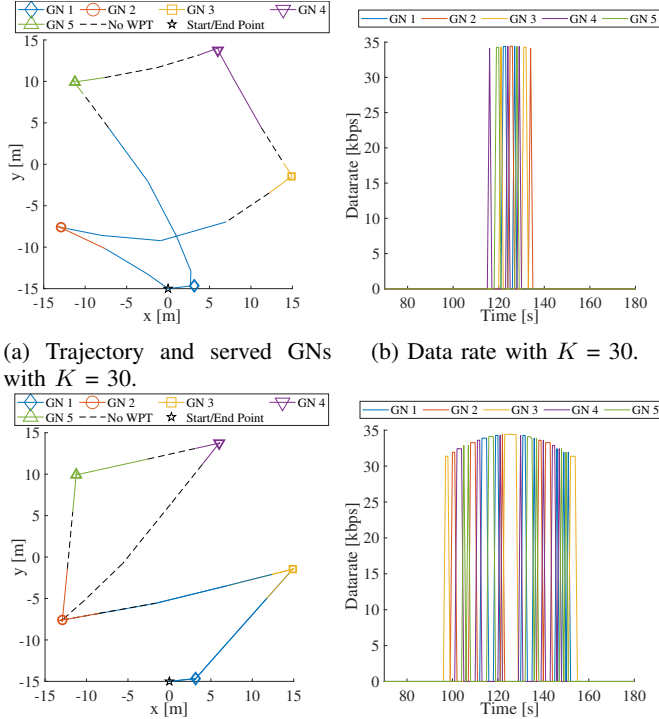 GN 1 GN 2 GN 3 GN 4
GN 5 No WPT Start/End Point
15
10
5
0
-5
-10
-15
y [m]
-15 -10 -5 0 5 10 15
x [m]
GN 1 GN 2 GN 3 GN 4 GN 5
35
30
25
20
15
10
5
0
Datarate [kbps]
80 100 120 140 160 180
Time [s]
(a) Trajectory and served GNs
with K = 30.
(b) Data rate with K = 30.
GN 1 GN 2 GN 3 GN 4
GN 5 No WPT Start/End Point
15
10
5
0
-5
-10
-15
y [m]
-15 -10 -5 0 5 10 15
x [m]
GN 1 GN 2 GN 3 GN 4 GN 5
35
30
25
20
15
10
5
0
Datarate [kbps]
80 100 120 140 160 180
Time [s]